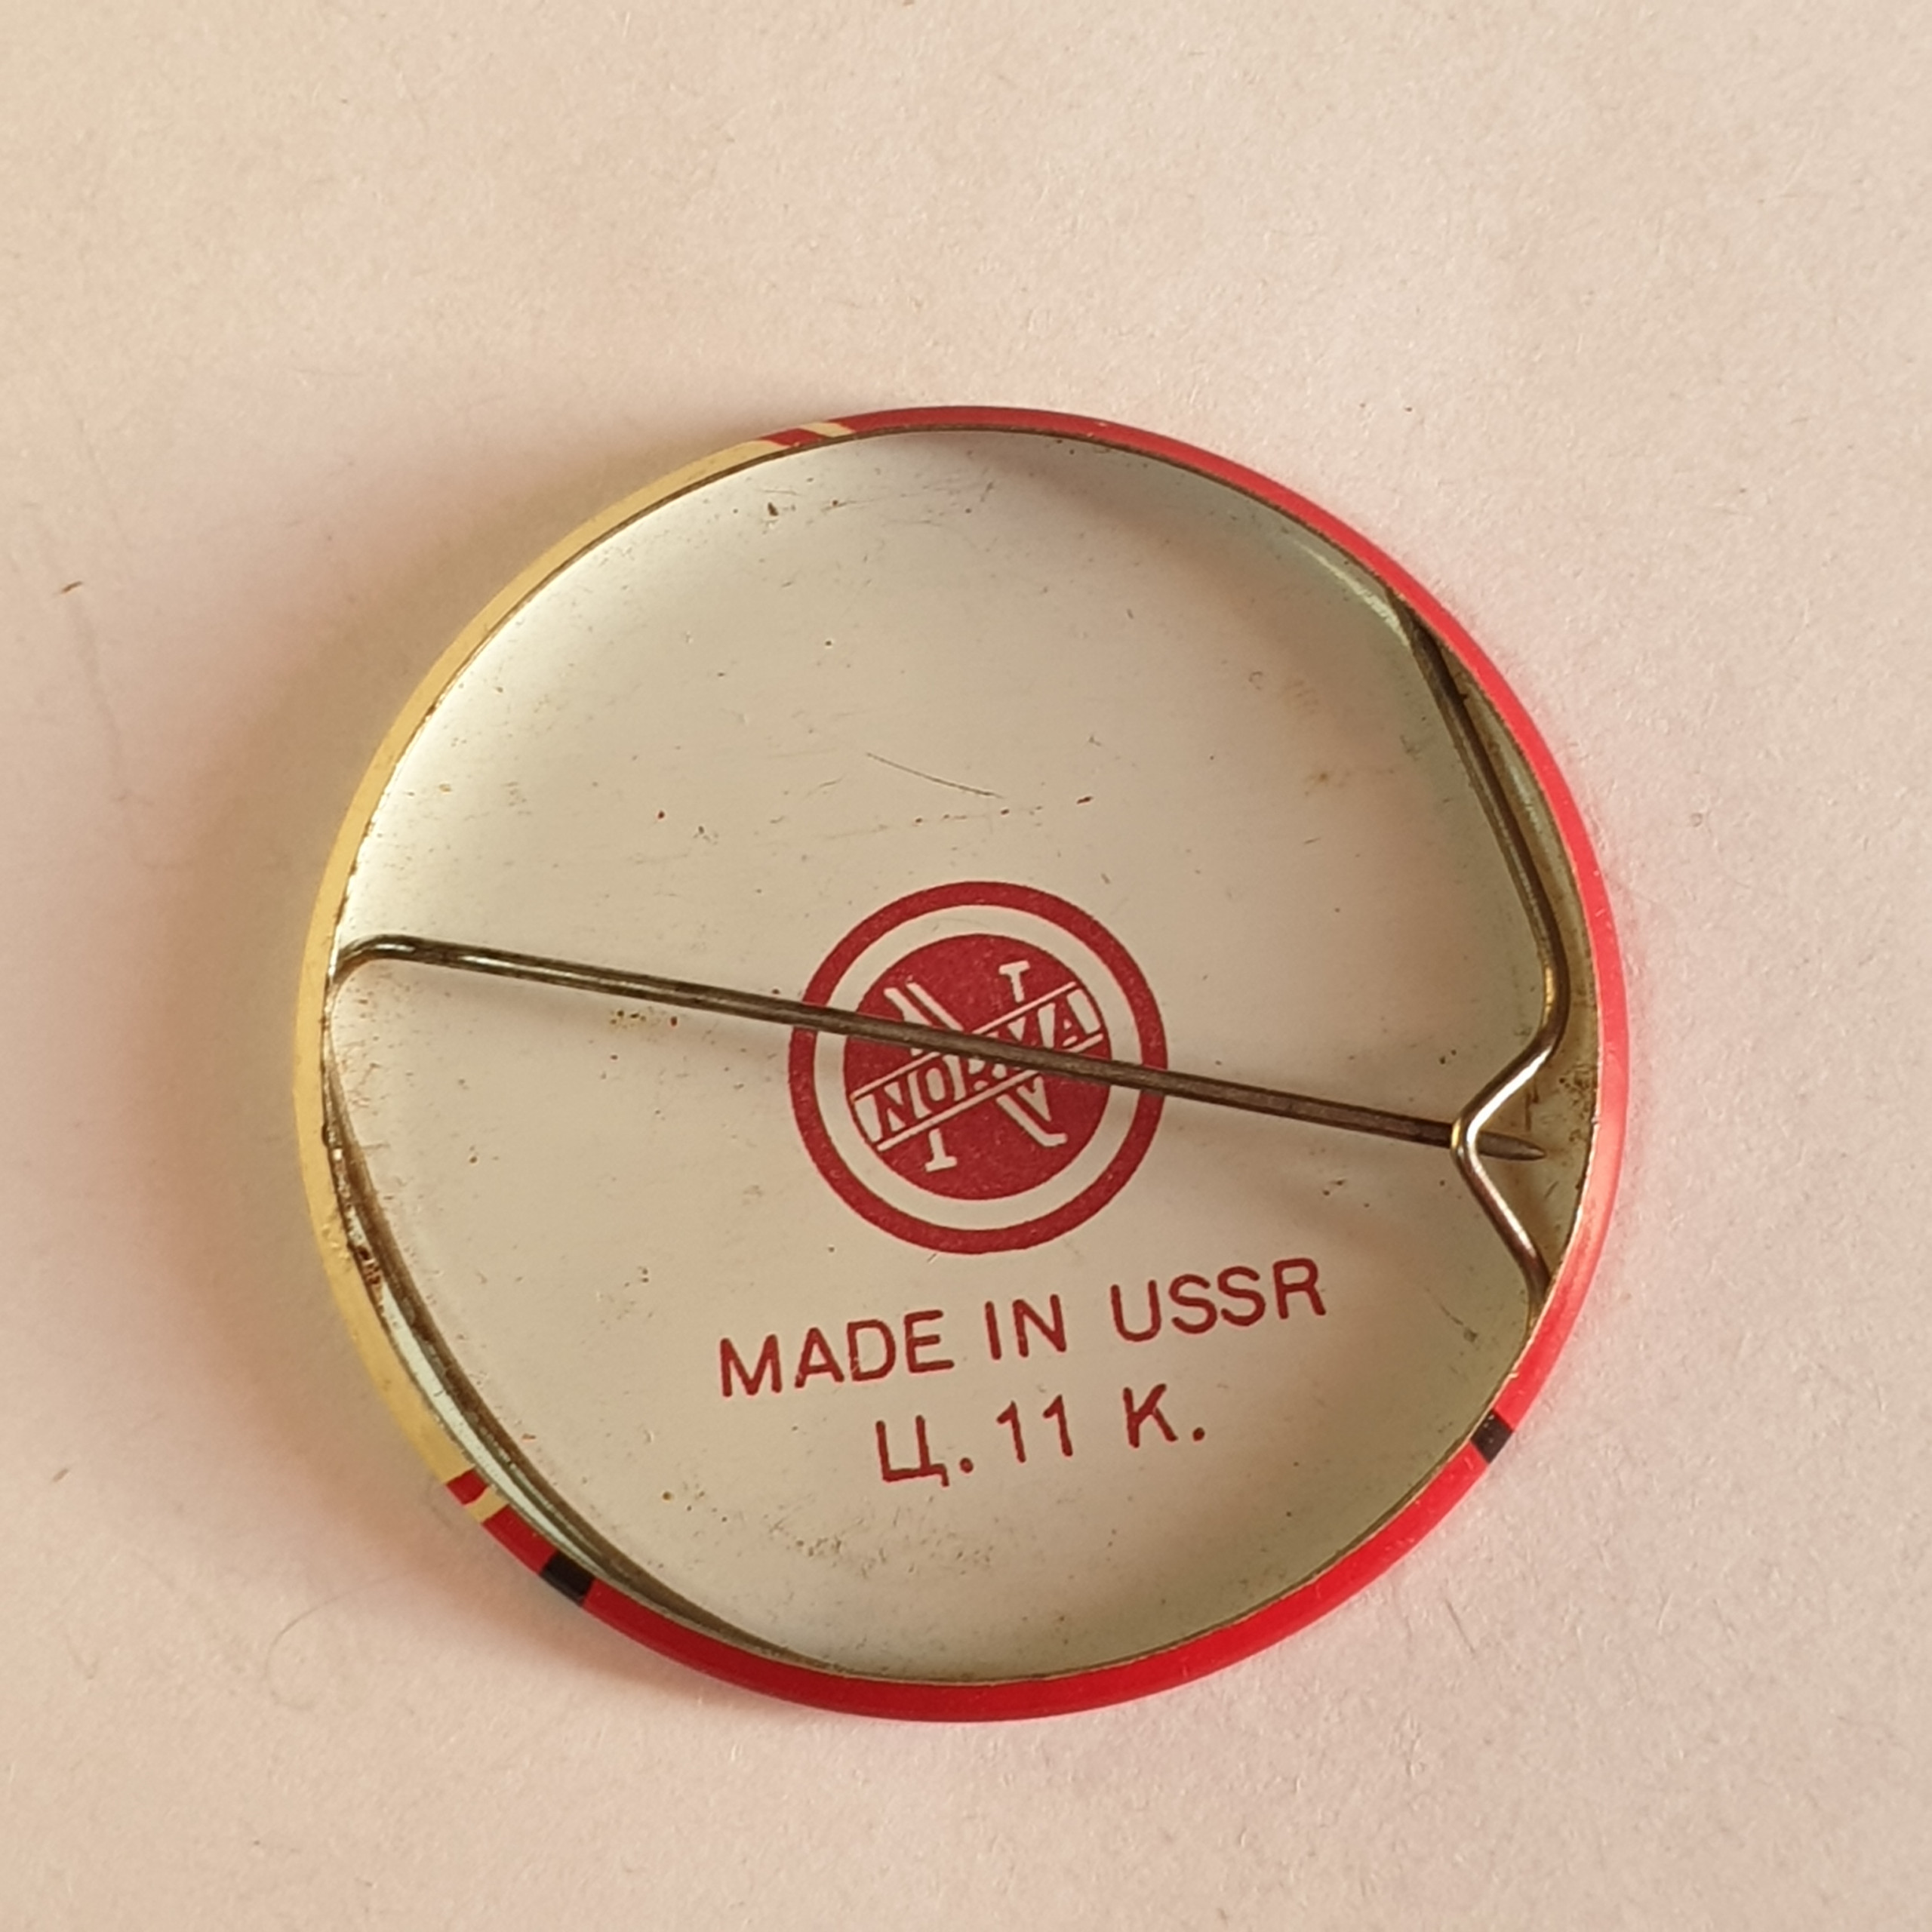 NORMA
MADE IN USSR
Ц. 11 К.